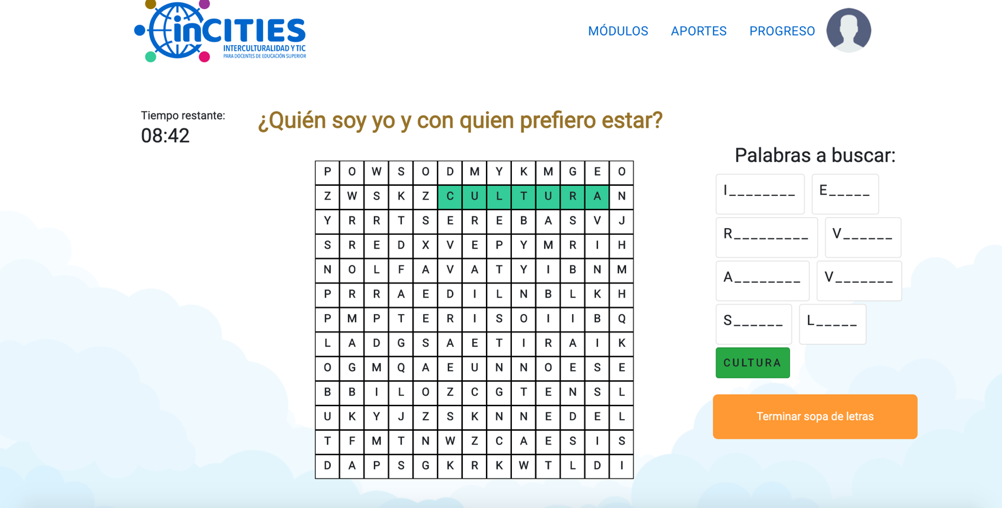 inCITIES
INTERCULTURALIDAD Y TIC
PARA DOCENTES DE EDUCACIÓN SUPERIOR
MÓDULOS APORTES PROGRESO
Tiempo restante:
08:42
¿Quién soy yo y con quien prefiero estar?
P O W S O D M Y K M G E O
Z W S K Z C U L T U R A N
Y R R T S E R E B A S V J
S R E D X V E P Y M R I H
N O L F A V A T Y I B N M
P R R A E D I L N B L K H
P M P T E R I S O I I B Q
L A D G S A E T I R A I K
O G M Q A E U N N O E S E
B B I L O Z C G T E N S L
U K Y J Z S K N N E D E L
T F M T N W Z C A E S I S
D A P S G K R K W T L D I
Palabras a buscar:
I________ E_____
R_________ V______
A________ V_______
S______ L_____
CULTURA
Terminar sopa de letras